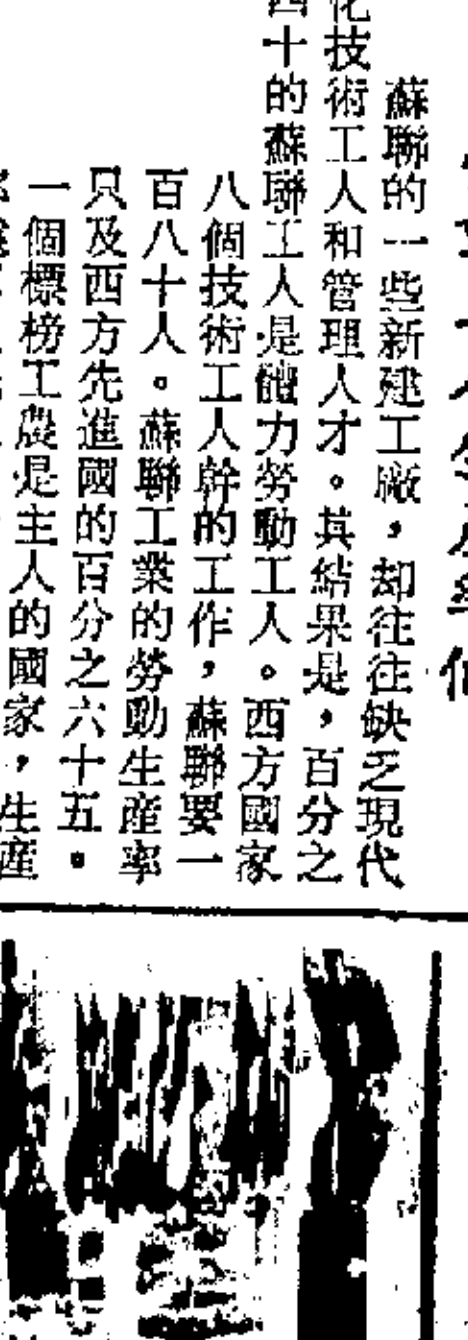 蘇聯的一些新建工廠，却往往缺乏現代
化技術工人和管理人才。其結果是，百分之
四十的蘇聯工人是體力勞動工人。西方國家
八個技術工人幹的工作，蘇聯要一
百八十人。蘇聯工業的勞動生產率
只及西方先進國的百分之六十五。
一個標榜工農是主人的國家，生產